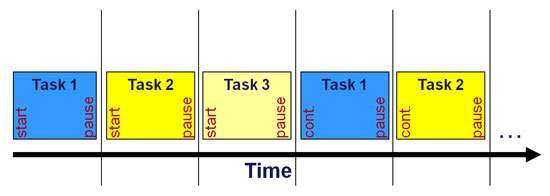 Task 1
start
pause
Task 2
start
pause
Task 3
start
pause
Task 1
cont.
pause
Task 2
cont.
pause
...
Time